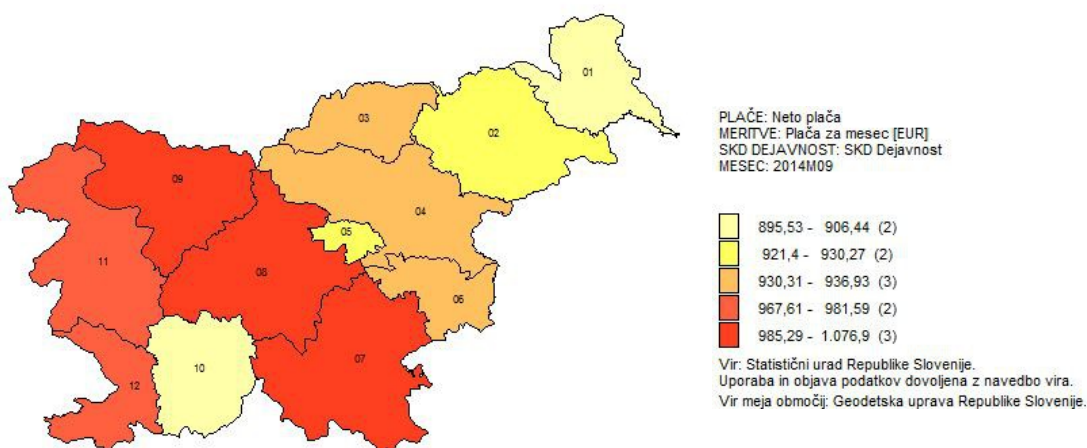 01
02
03
04
05
06
07
08
09
10
11
12
PLAČE: Neto plača
MERITVE: Plača za mesec [EUR]
SKD DEJAVNOST: SKD Dejavnost
MESEC: 2014M09
895,53 - 906,44 (2)
921,4 - 930,27 (2)
930,31 - 936,93 (3)
967,61 - 981,59 (2)
985,29 - 1.076,9 (3)
Vir: Statistični urad Republike Slovenije.
Uporaba in objava podatkov dovoljena z navedbo vira.
Vir meja območij: Geodetska uprava Republike Slovenije.